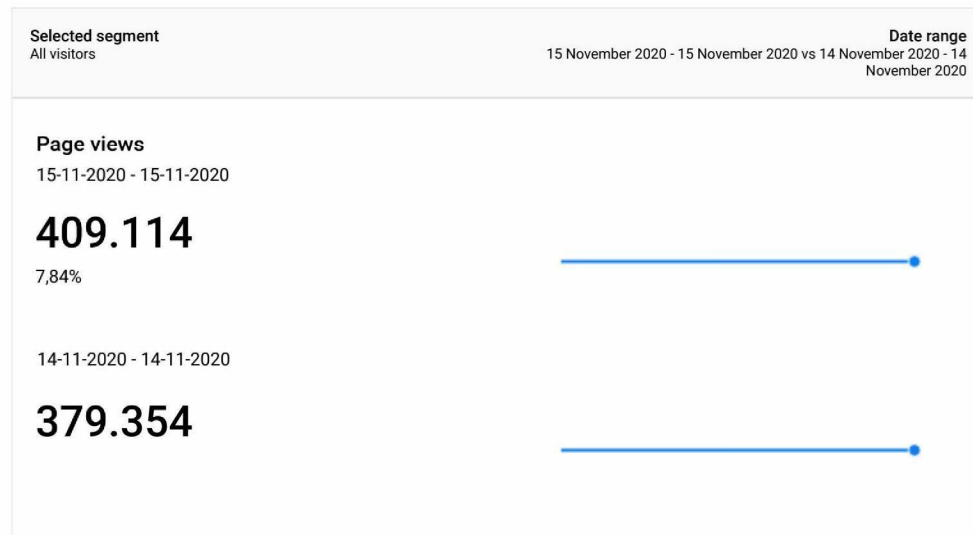 Selected segment
All visitors
Date range
15 November 2020 - 15 November 2020 vs 14 November 2020 - 14
November 2020
Page views
15-11-2020 - 15-11-2020
409.114
7,84%
14-11-2020 - 14-11-2020
379.354